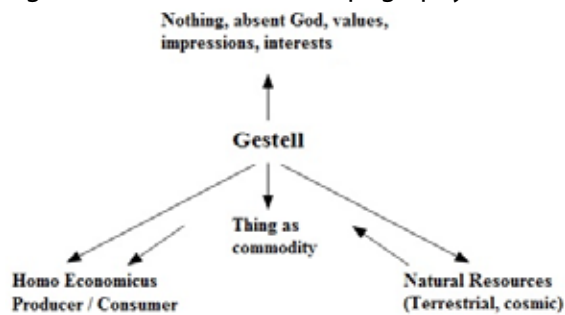 Nothing, absent God, values,
impressions, interests
Gestell
Thing as
commodity
Homo Economicus
Producer / Consumer
Natural Resources
(Terrestrial, cosmic)